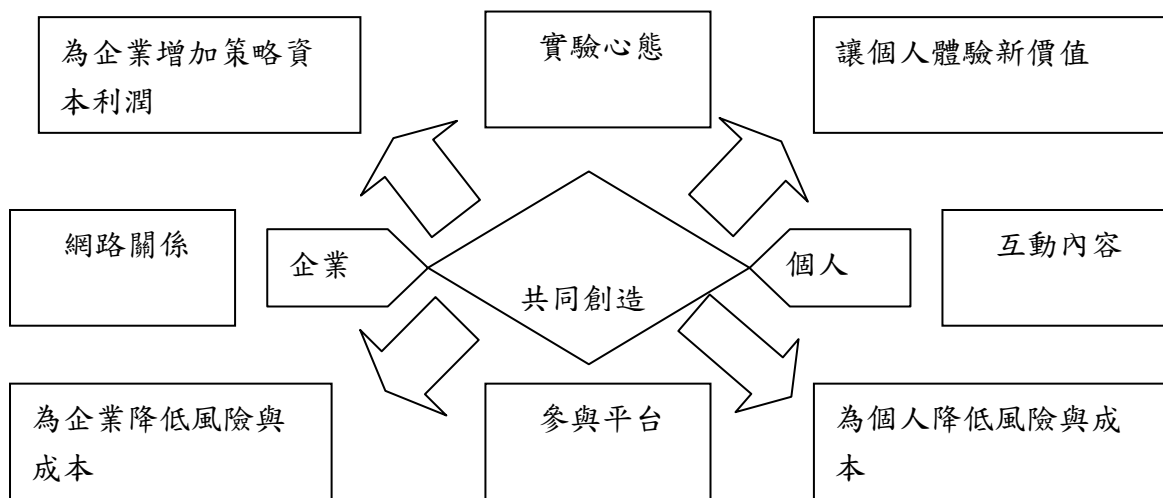 為企業增加策略資
本利潤
實驗心態
讓個人體驗新價值
網路關係
企業
共同創造
個人
互動內容
為企業降低風險與
成本
參與平台
為個人降低風險與成
本